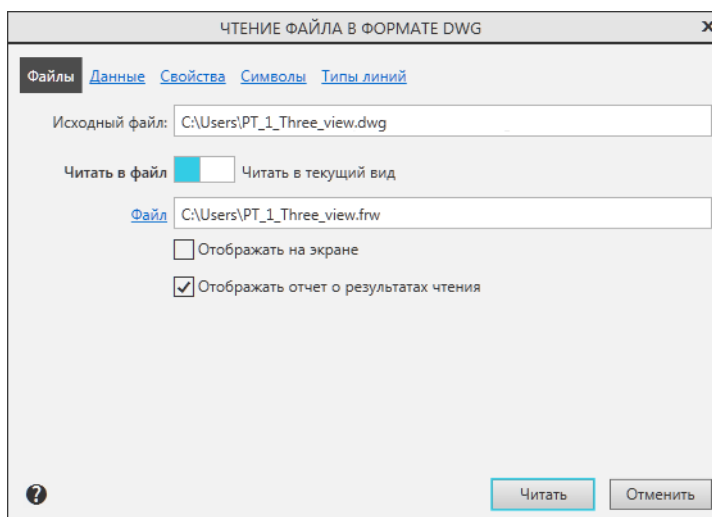 ЧТЕНИЕ ФАЙЛА В ФОРМАТЕ DWG x
Файлы Данные Свойства Символы Типы линий
Исходный файл: C:\Users\PT_1_Three_view.dwg
Читать в файл Читать в текущий вид
Файл C:\Users\PT_1_Three_view.frw
Отображать на экране
Отображать отчет о результатах чтения
? Читать Отменить